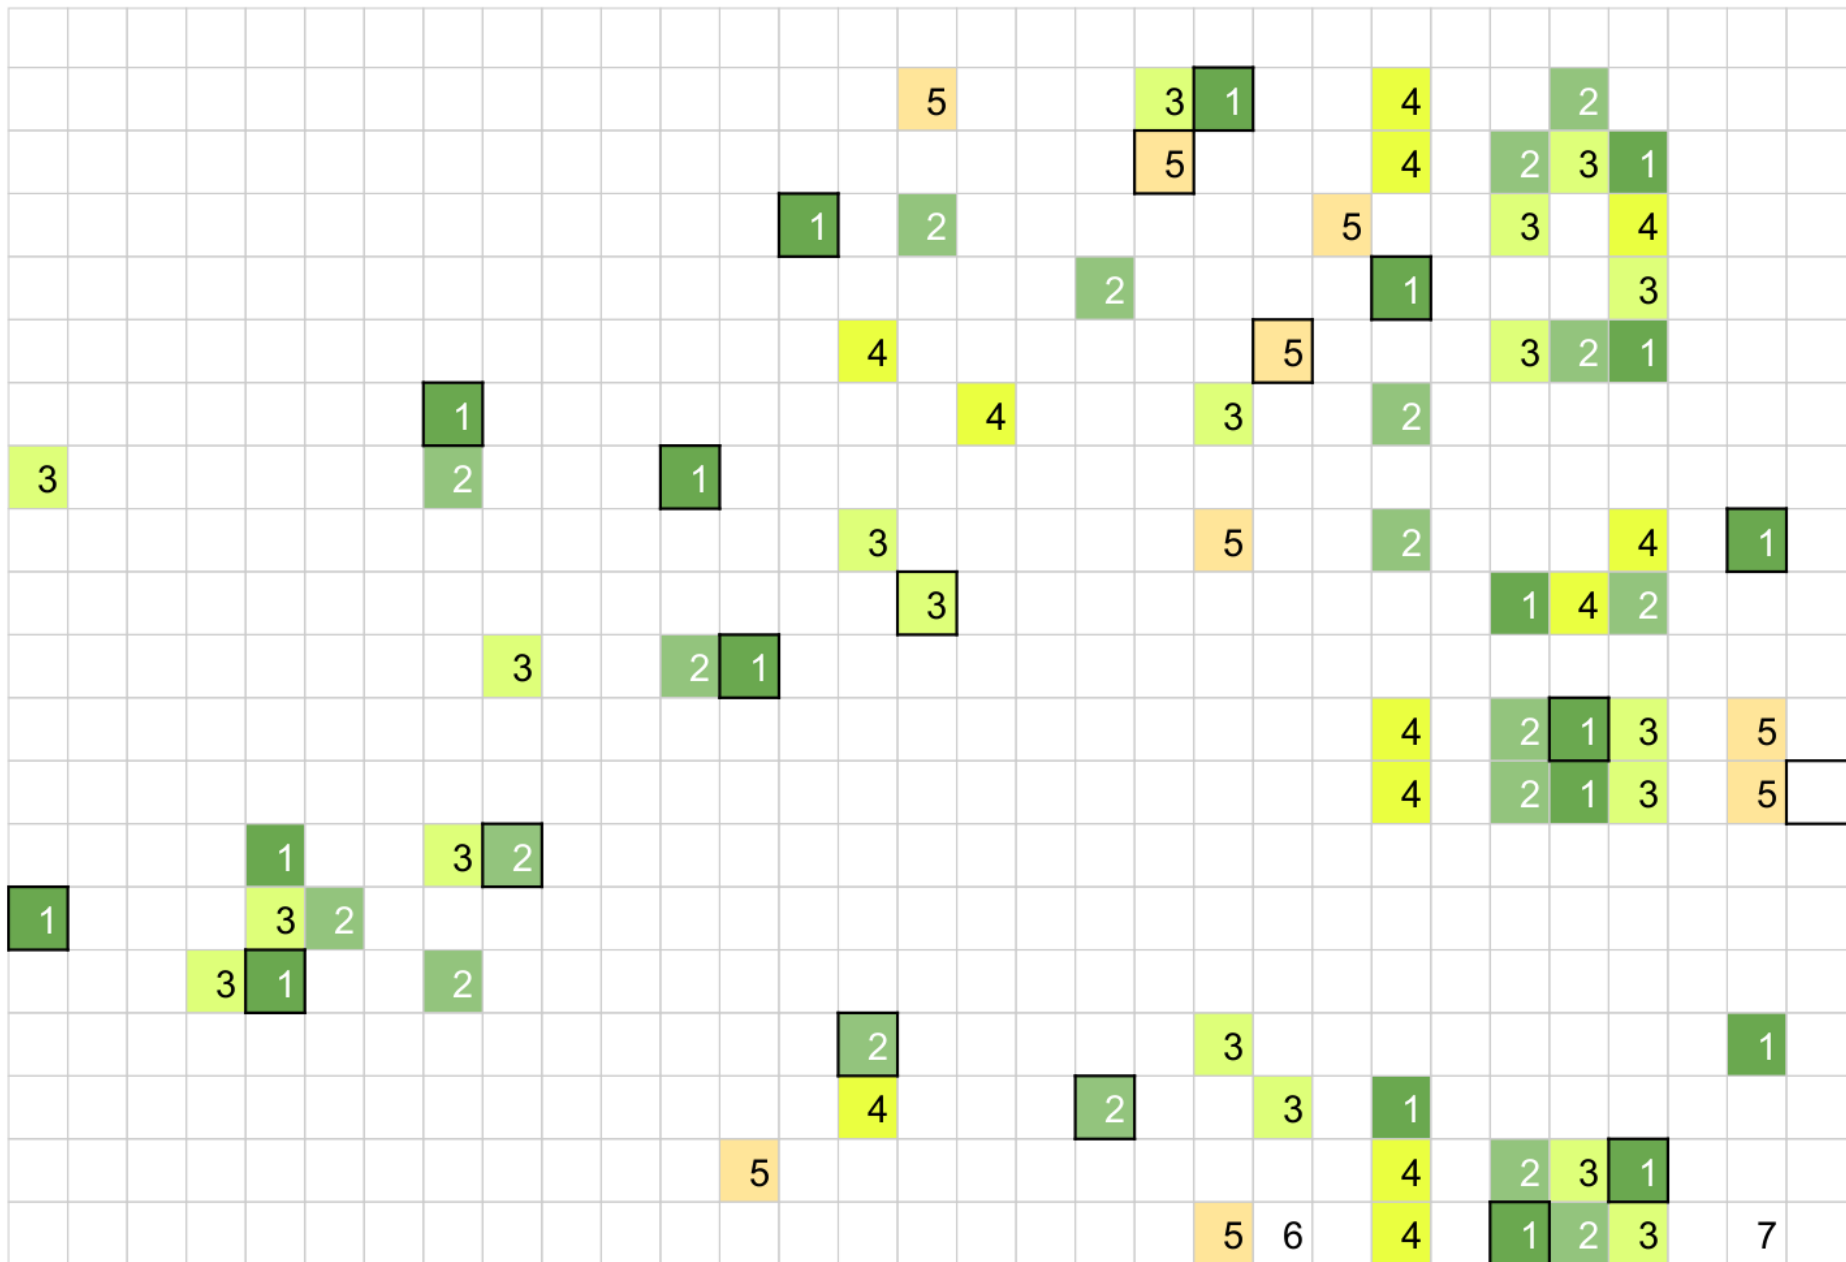 5 3 1 4 2
5 4 2 3 1
1 2 5 3 4
2 1 3
4 5 3 2 1
1 4 3 2
3 2 1
3 5 2 4 1
3 1 4 2
3 2 1
4 2 1 3 5
4 2 1 3 5
1 3 2
1 3 2
3 1 2
2 3 1
4 2 3 1
5 4 2 3 1
5 6 4 1 2 3 7